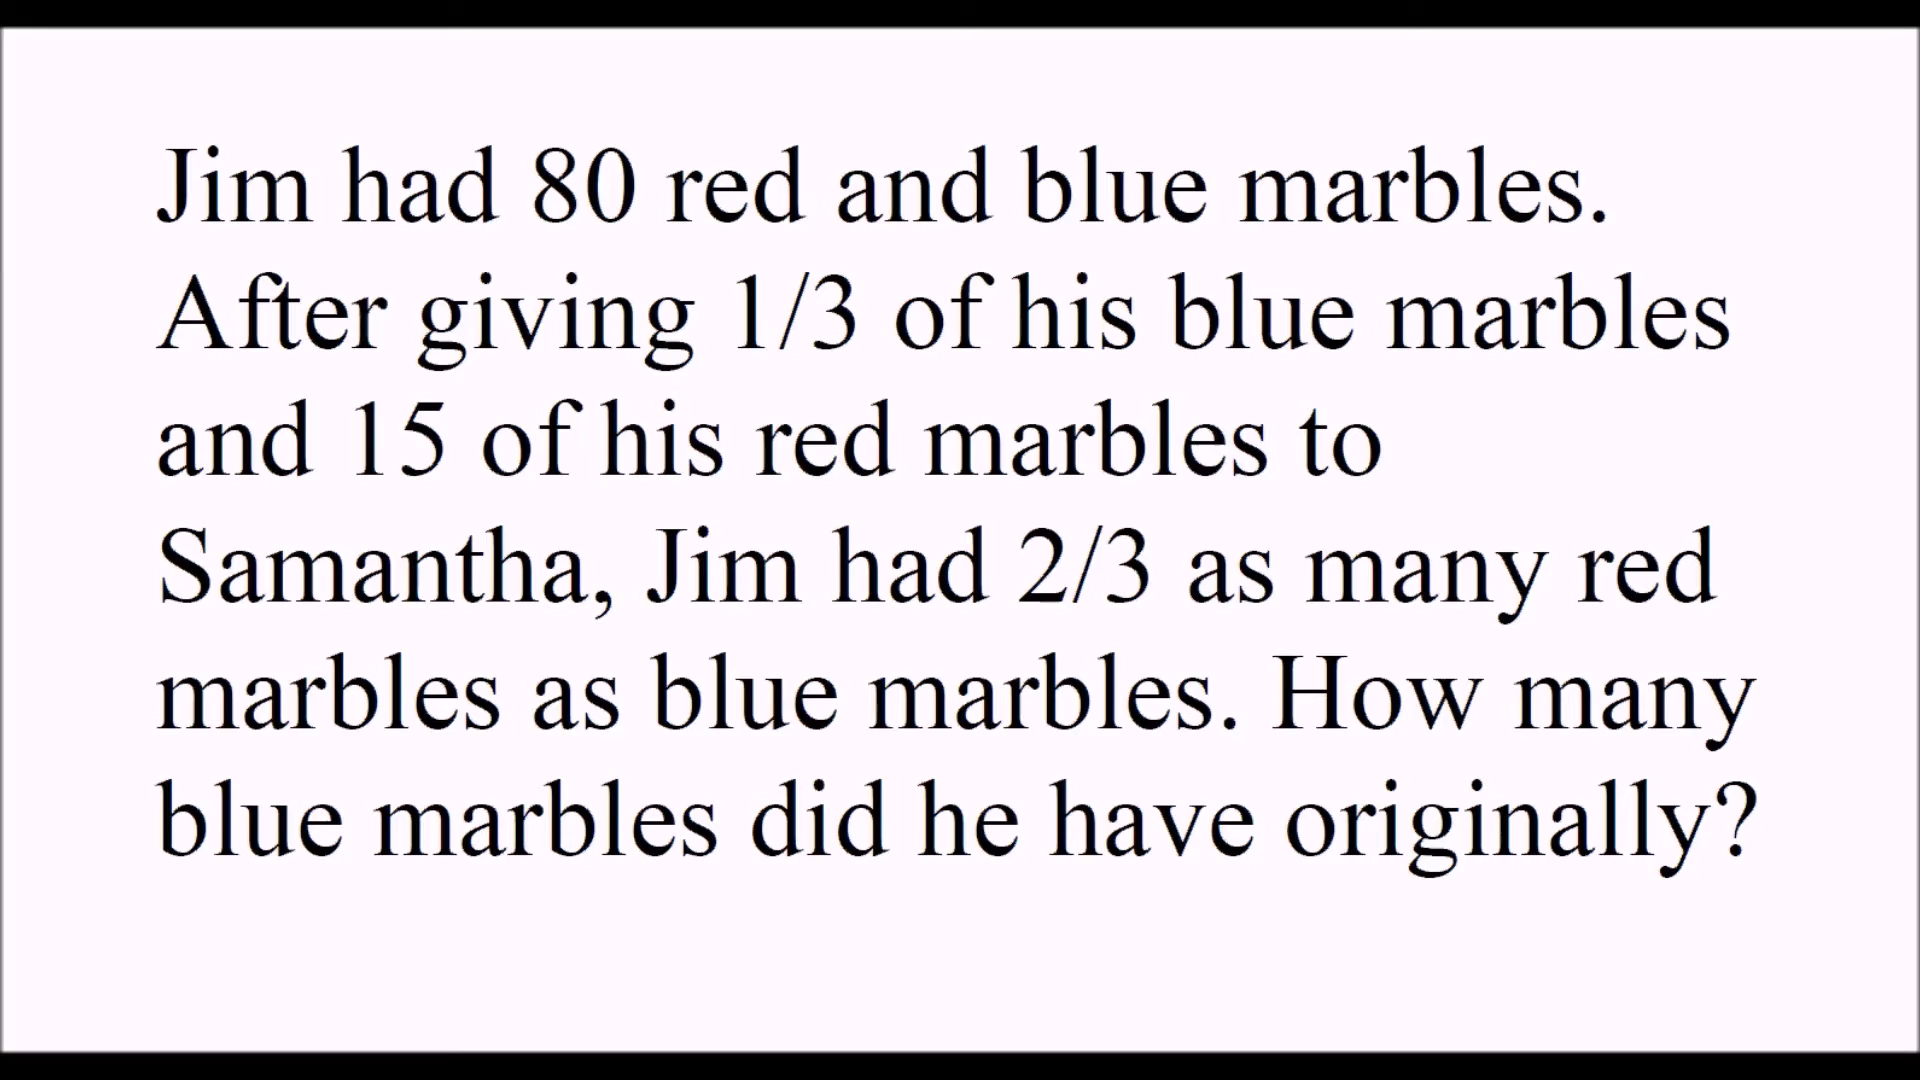 Jim had 80 red and blue marbles.
After giving 1/3 of his blue marbles
and 15 of his red marbles to
Samantha, Jim had 2/3 as many red
marbles as blue marbles. How many
blue marbles did he have originally?